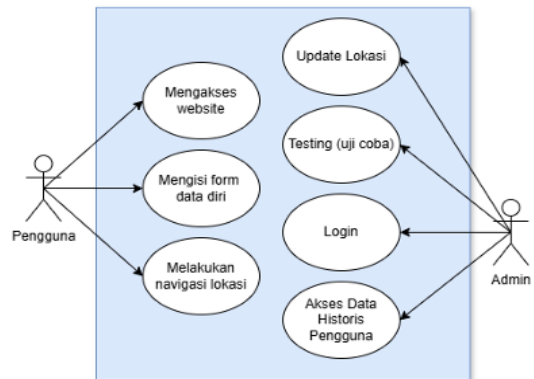 Pengguna
Mengakses
website
Mengisi form
data diri
Melakukan
navigasi lokasi
Update Lokasi
Testing (uji coba)
Login
Akses Data
Historis
Pengguna
Admin